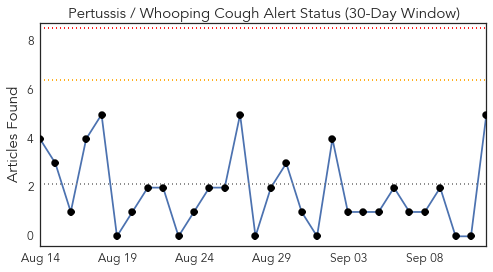 Pertussis / Whooping Cough Alert Status (30-Day Window)
Articles Found
8
6
4
2
0
Aug 14 Aug 19 Aug 24 Aug 29 Sep 03 Sep 08